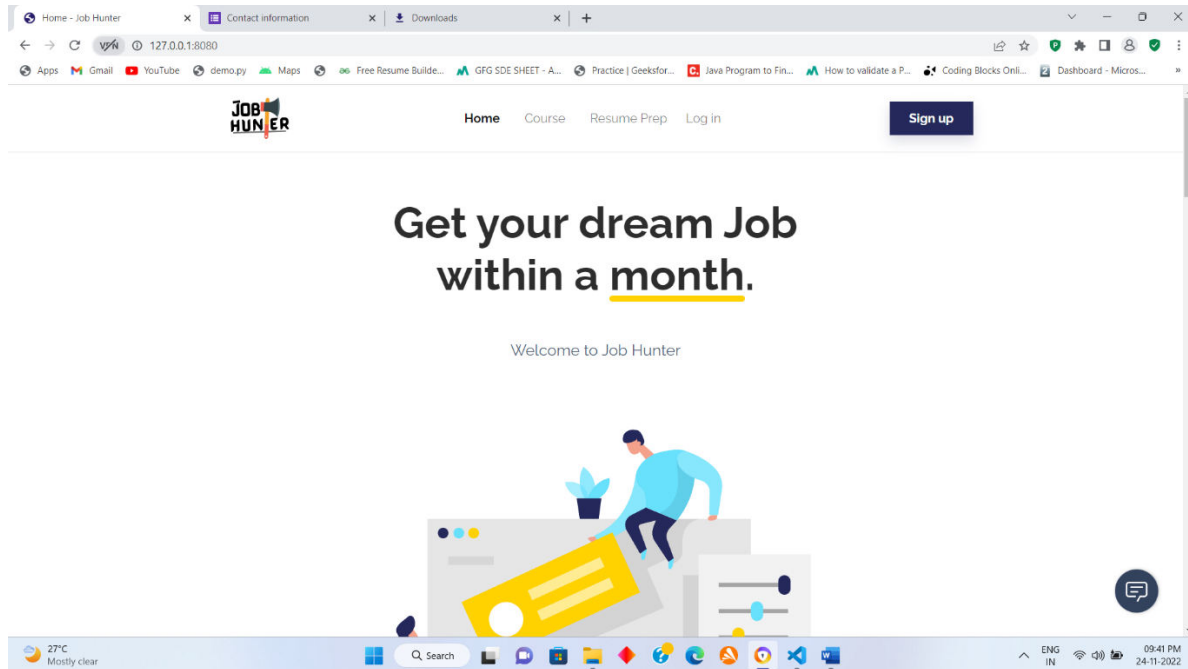 Home - Job Hunter
Contact information
Downloads
VPN
127.0.0.1:8080
Apps
Gmail
YouTube
demo.py
Maps
Free Resume Builde...
GFG SDE SHEET - A...
Practice | Geeksfor...
Java Program to Fin...
How to validate a P...
Coding Blocks Onli...
Dashboard - Micros...
JOB
HUNTER
Home
Course
Resume Prep
Log in
Sign up
Get your dream Job
within a month.
Welcome to Job Hunter
27°C
Mostly clear
Search
ENG
IN
09:41 PM
24-11-2022